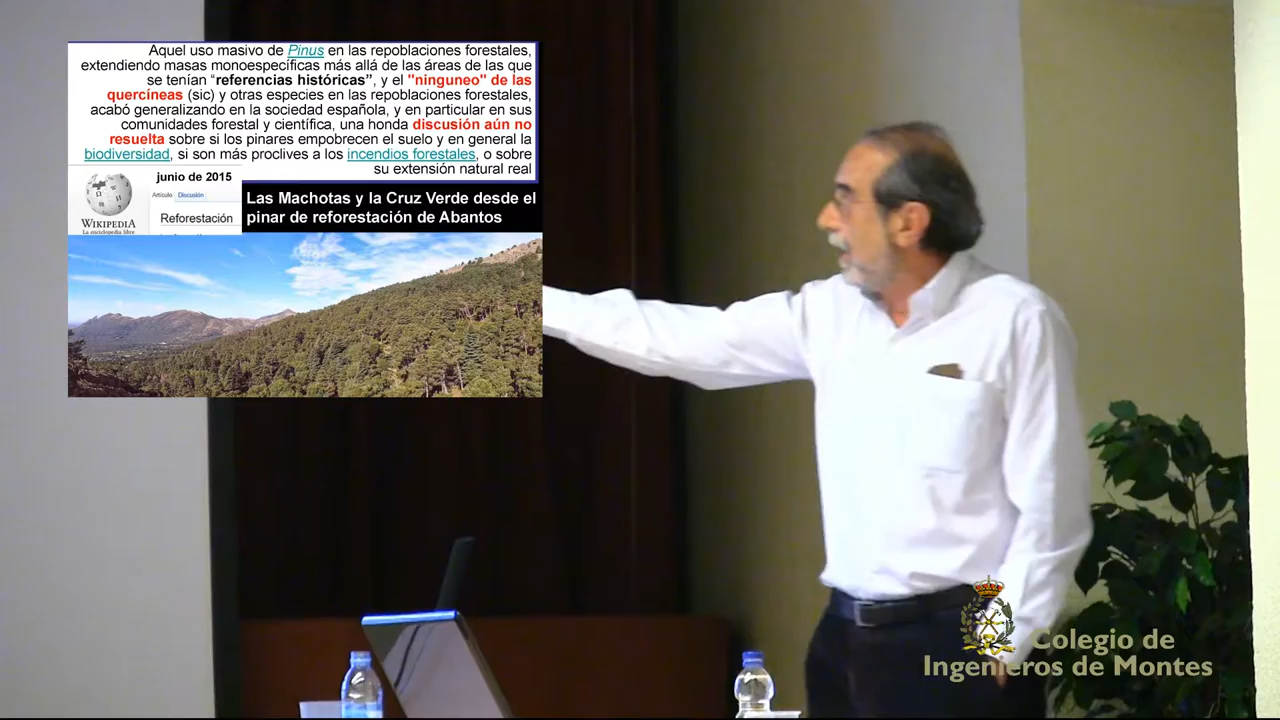 Aquel uso masivo de Pinus en las repoblaciones forestales,
extendiendo masas monoespecíficas más allá de las áreas de las que
se tenían “referencias históricas”, y el "ninguneo" de las
quercíneas (sic) y otras especies en las repoblaciones forestales,
acabó generalizando en la sociedad española, y en particular en sus
comunidades forestal y científica, una honda discusión aún no
resuelta sobre si los pinares empobrecen el suelo y en general la
biodiversidad, si son más proclives a los incendios forestales, o sobre
su extensión natural real
junio de 2015
Artículo Discusión
Reforestación
WIKIPEDIA
La enciclopedia libre
Las Machotas y la Cruz Verde desde el
pinar de reforestación de Abantos
Colegio de
Ingenieros de Montes